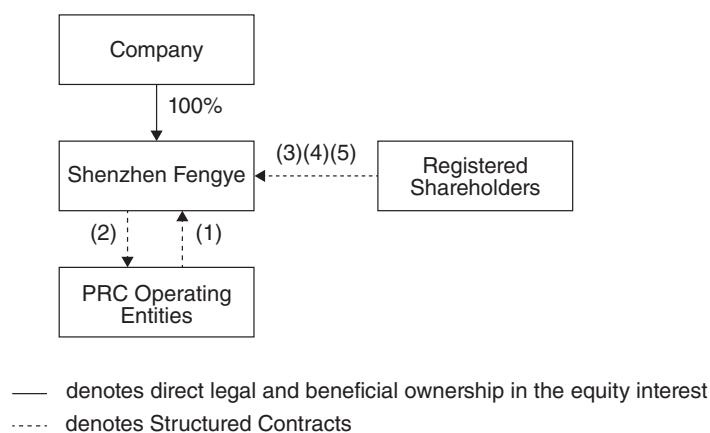 Company
100%
Shenzhen Fengye
(3)(4)(5)
Registered
Shareholders
(2)
(1)
PRC Operating
Entities
denotes direct legal and beneficial ownership in the equity interest
denotes Structured Contracts